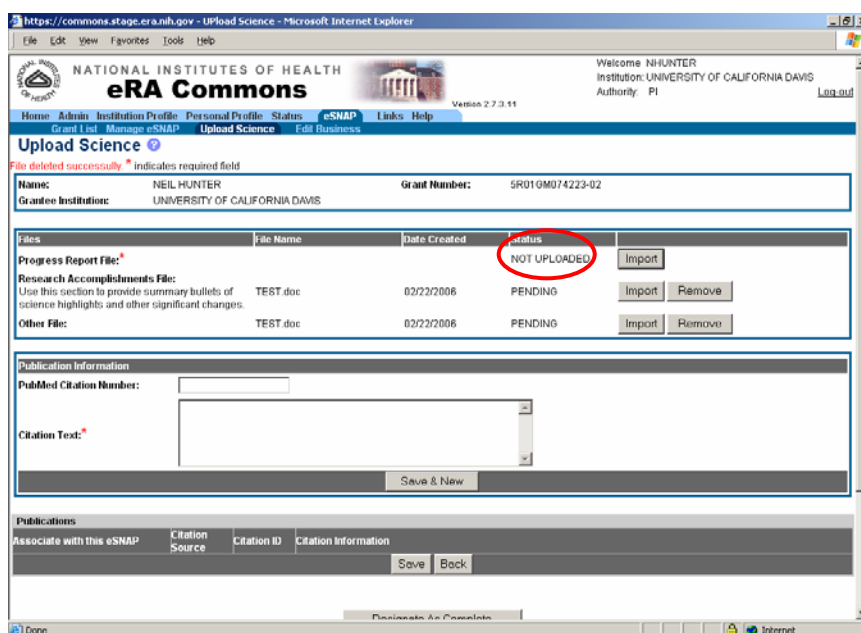 https://commons.stage.era.nih.gov - UPload Science - Microsoft Internet Explorer
File Edit View Favorites Tools Help
NATIONAL INSTITUTES OF HEALTH
eRA Commons
Version 2.7.3.11
Welcome NHUNTER
Institution: UNIVERSITY OF CALIFORNIA DAVIS
Authority: PI
Log-out
Home Admin Institution Profile Personal Profile Status eSNAP Links Help
Grant List Manage eSNAP Upload Science Edit Business
Upload Science ?
File deleted successully. * indicates required field
Name: NEIL HUNTER Grant Number: 5R01GM074223-02
Grantee Institution: UNIVERSITY OF CALIFORNIA DAVIS
Files File Name Date Created Status
Progress Report File:* NOT UPLOADED Import
Research Accomplishments File:
Use this section to provide summary bullets of
science highlights and other significant changes.
TEST.doc 02/22/2006 PENDING Import Remove
Other File: TEST.doc 02/22/2006 PENDING Import Remove
Publication Information
PubMed Citation Number:
Citation Text:*
Save & New
Publications
Associate with this eSNAP Citation Source Citation ID Citation Information
Save Back
Designate As Complete
Done Internet